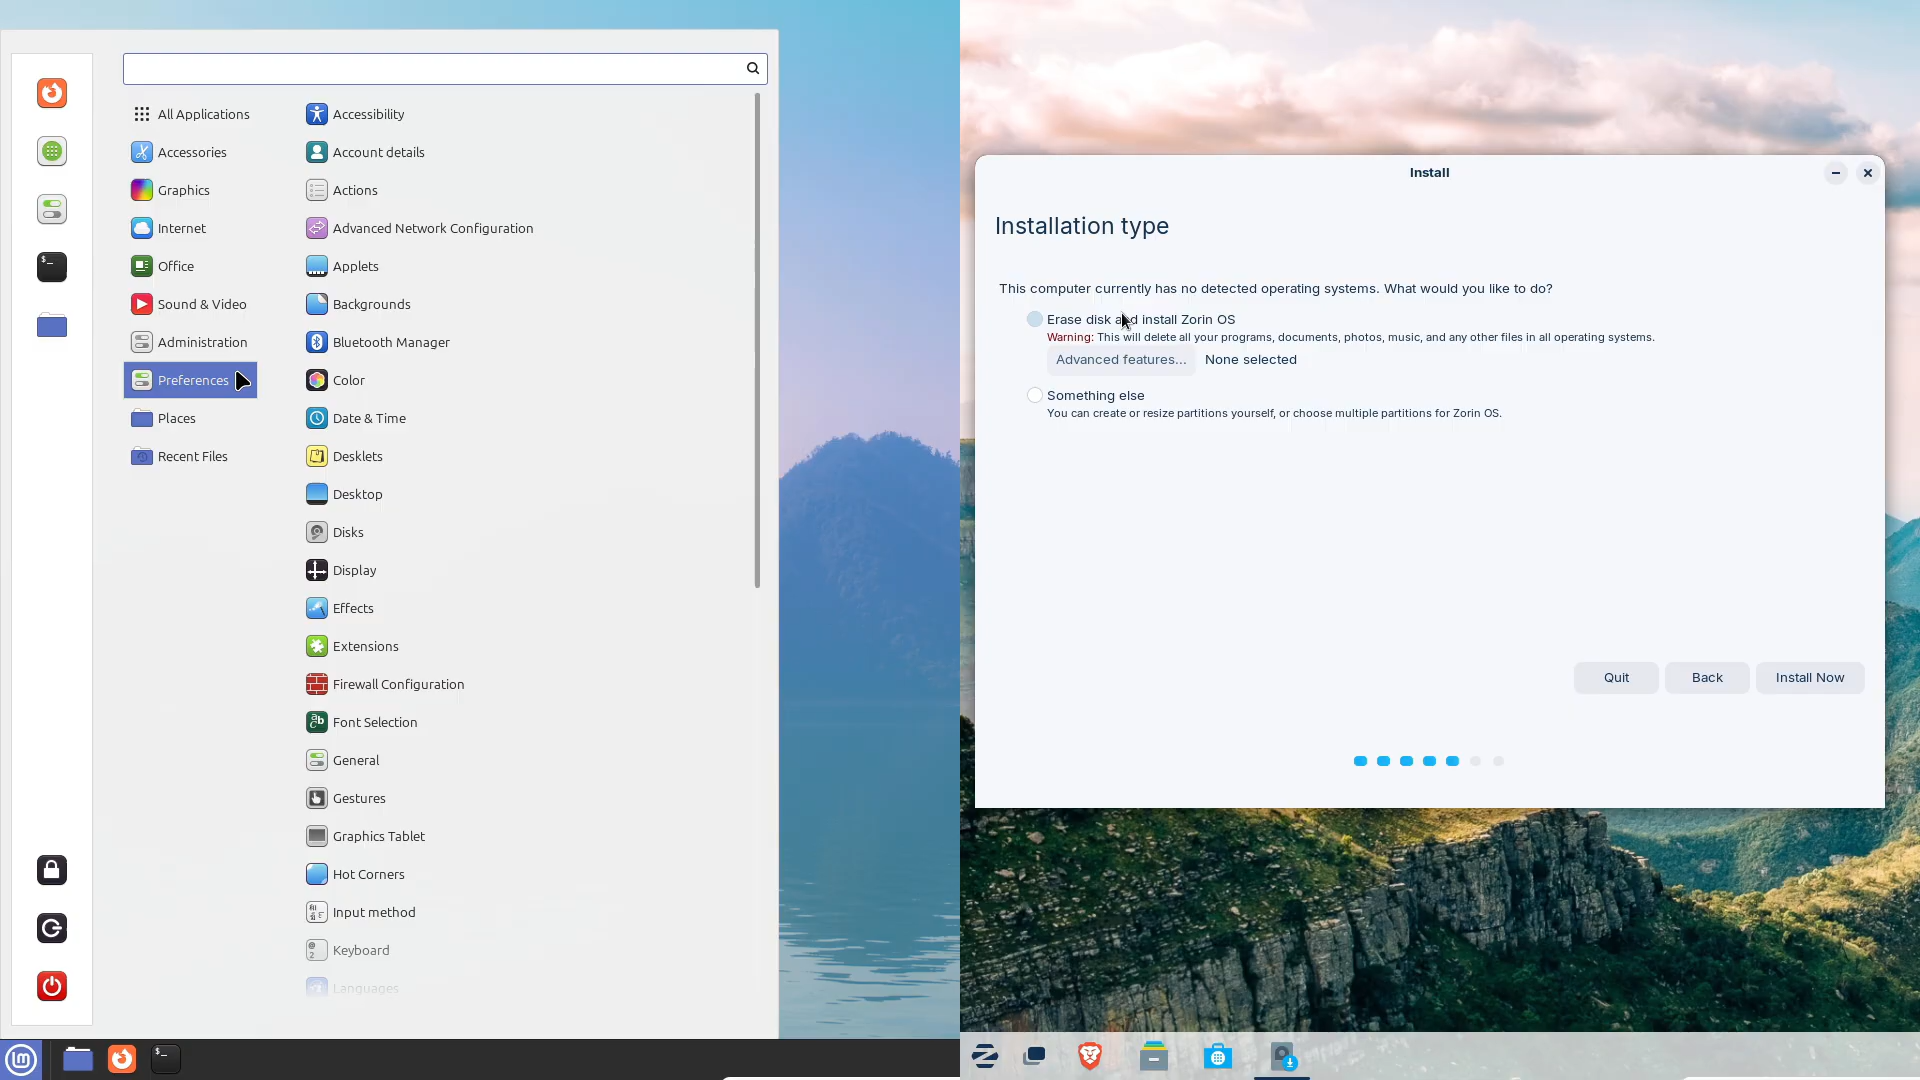 All Applications
Accessories
Graphics
Internet
Office
Sound & Video
Administration
Preferences
Places
Recent Files
Accessibility
Account details
Actions
Advanced Network Configuration
Applets
Backgrounds
Bluetooth Manager
Color
Date & Time
Desklets
Desktop
Disks
Display
Effects
Extensions
Firewall Configuration
Font Selection
General
Gestures
Graphics Tablet
Hot Corners
Input method
Keyboard
Languages
Install
Installation type
This computer currently has no detected operating systems. What would you like to do?
Erase disk and install Zorin OS
Warning: This will delete all your programs, documents, photos, music, and any other files in all operating systems.
Advanced features... None selected
Something else
You can create or resize partitions yourself, or choose multiple partitions for Zorin OS.
Quit Back Install Now